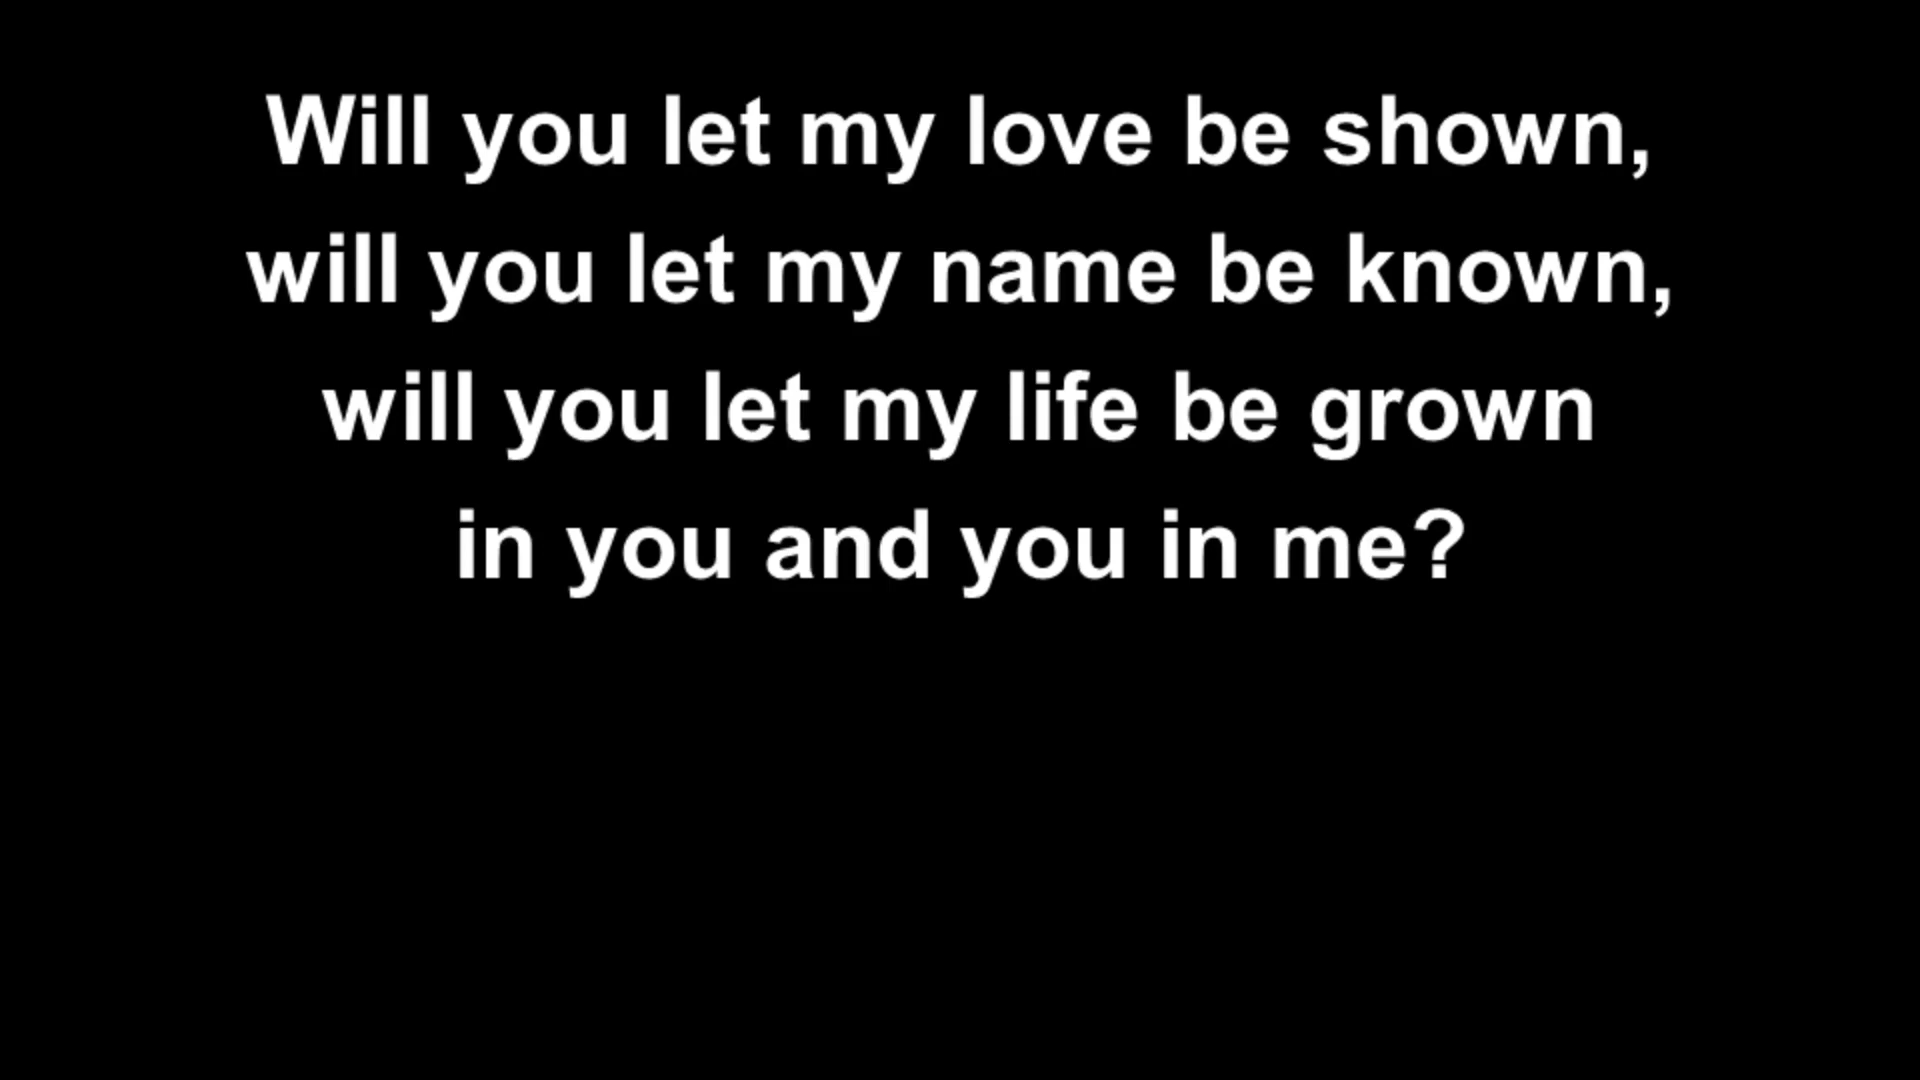 Will you let my love be shown,
will you let my name be known,
will you let my life be grown
in you and you in me?